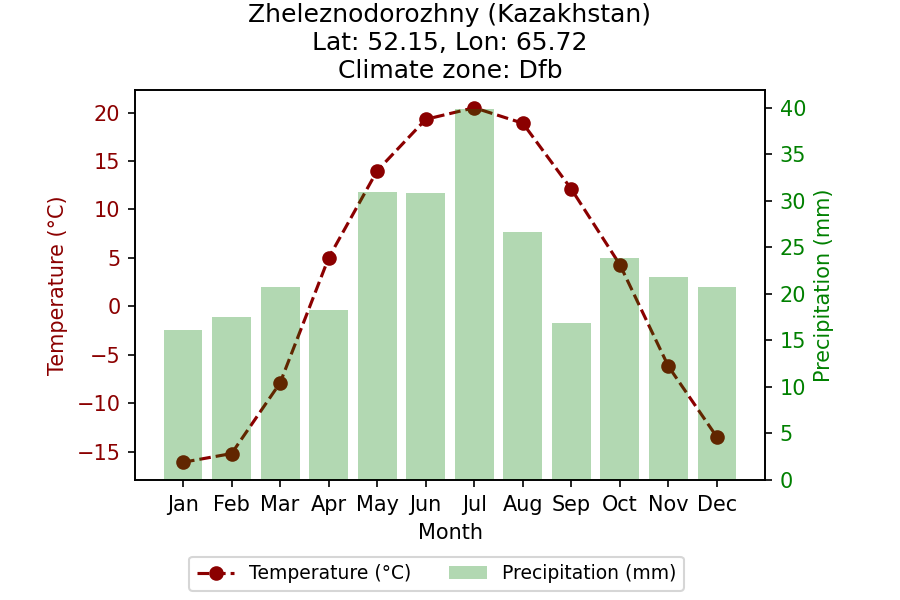 Zheleznodorozhny (Kazakhstan)
Lat: 52.15, Lon: 65.72
Climate zone: Dfb
Temperature (°C)
20
15
10
5
0
−5
−10
−15
40
35
30
25
20
15
10
5
0
Precipitation (mm)
Jan Feb Mar Apr May Jun Jul Aug Sep Oct Nov Dec
Month
Temperature (°C) Precipitation (mm)